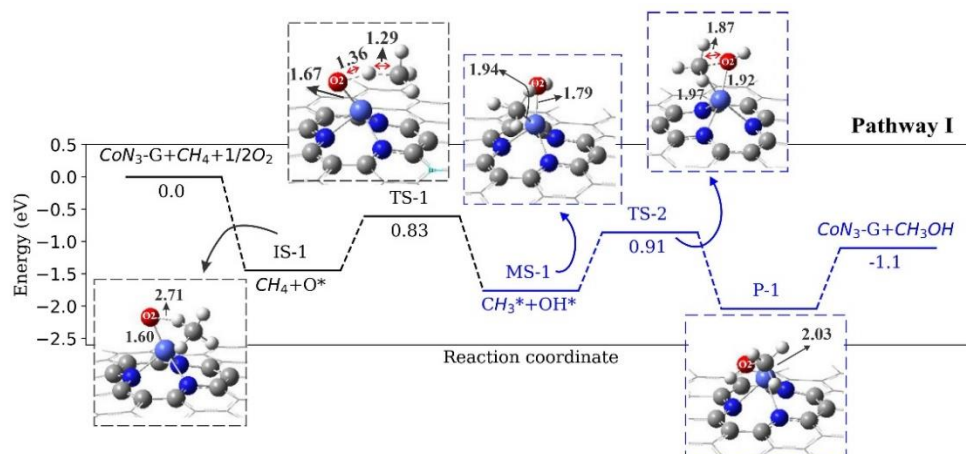 Pathway I
Energy (eV)
0.5
0.0
−0.5
−1.0
−1.5
−2.0
−2.5
Reaction coordinate
CoN₃-G+CH₄+1/2O₂
0.0
IS-1
CH₄+O*
TS-1
0.83
MS-1
CH₃*+OH*
TS-2
0.91
P-1
CoN₃-G+CH₃OH
-1.1
O2
2.71
1.60
1.29
1.36
O2
1.67
1.94
1.79
1.87
O2
1.92
1.97
2.03
O2